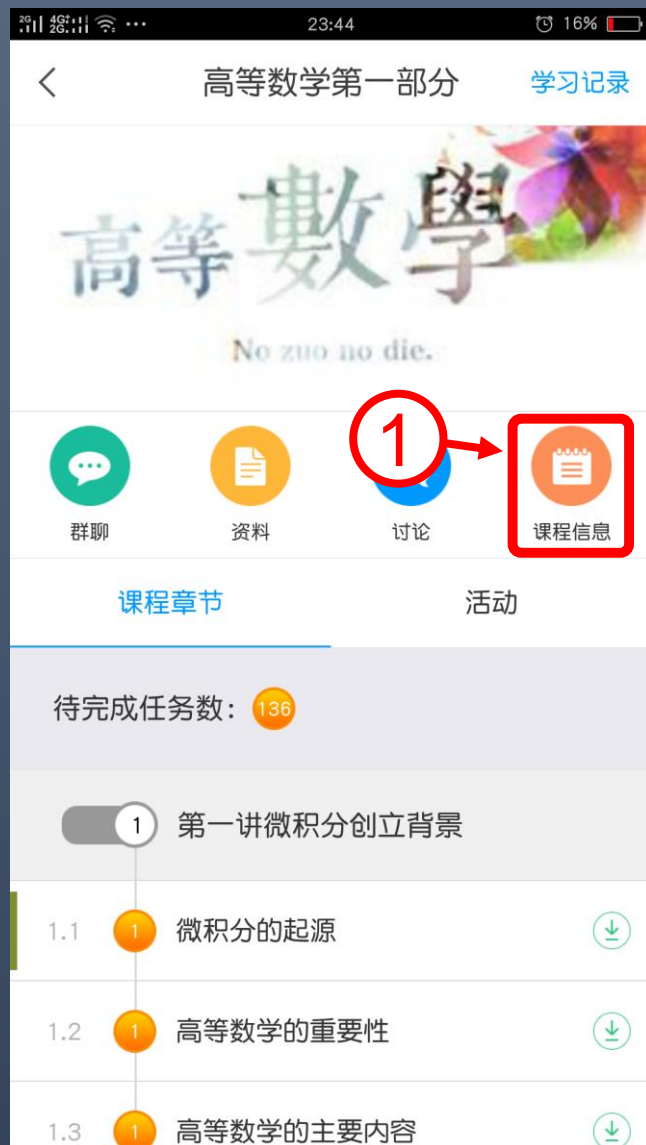 2G 4G+ 2G 23:44 16%
高等数学第一部分 学习记录
高等數學
No zuo no die.
1
群聊 资料 讨论 课程信息
课程章节 活动
待完成任务数: 136
1 第一讲微积分创立背景
1.1 1 微积分的起源
1.2 1 高等数学的重要性
1.3 1 高等数学的主要内容